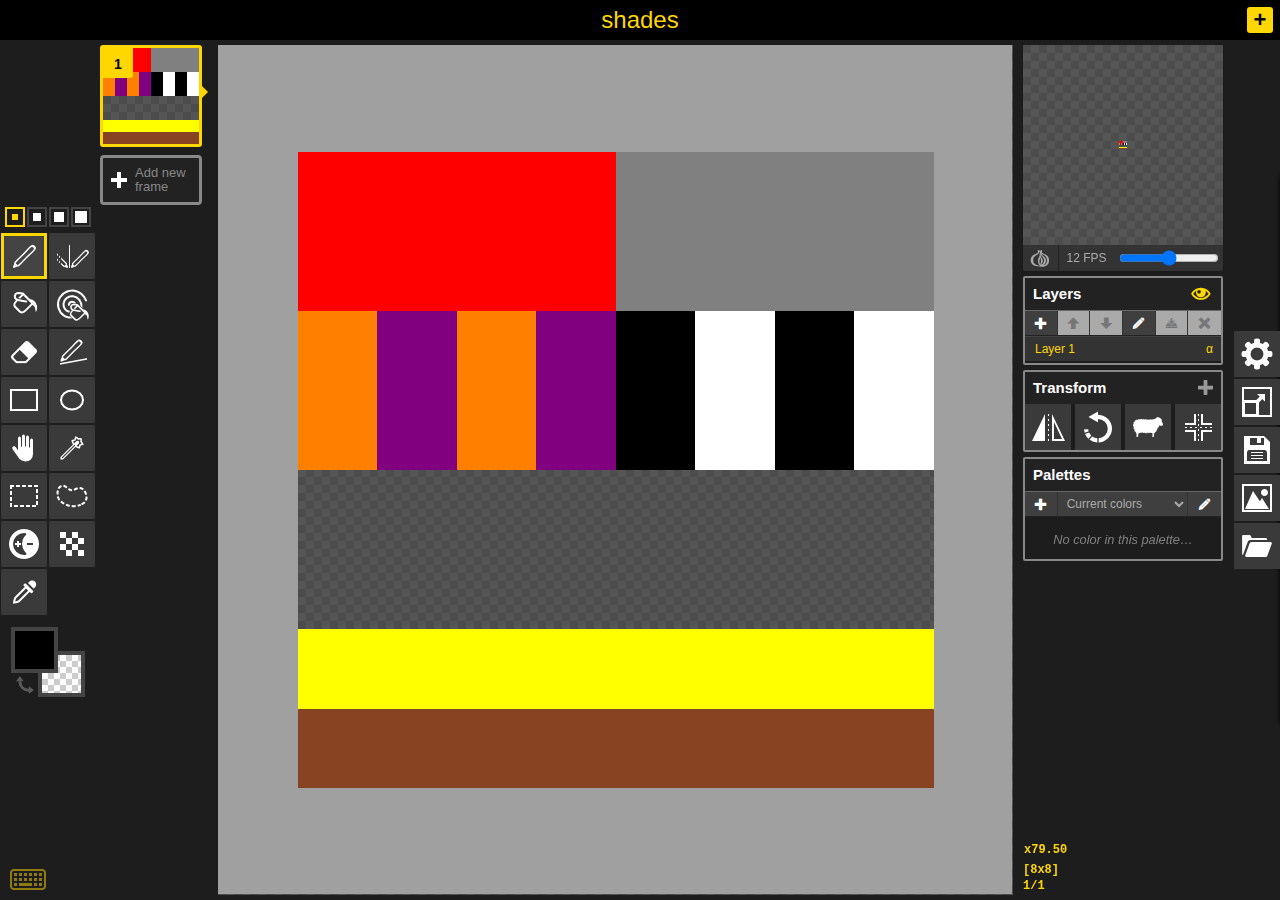 shades
+
1
Add new
frame
12 FPS
Layers
Layer 1
α
Transform
Palettes
Current colors
No color in this palette…
x79.50
[8x8]
1/1